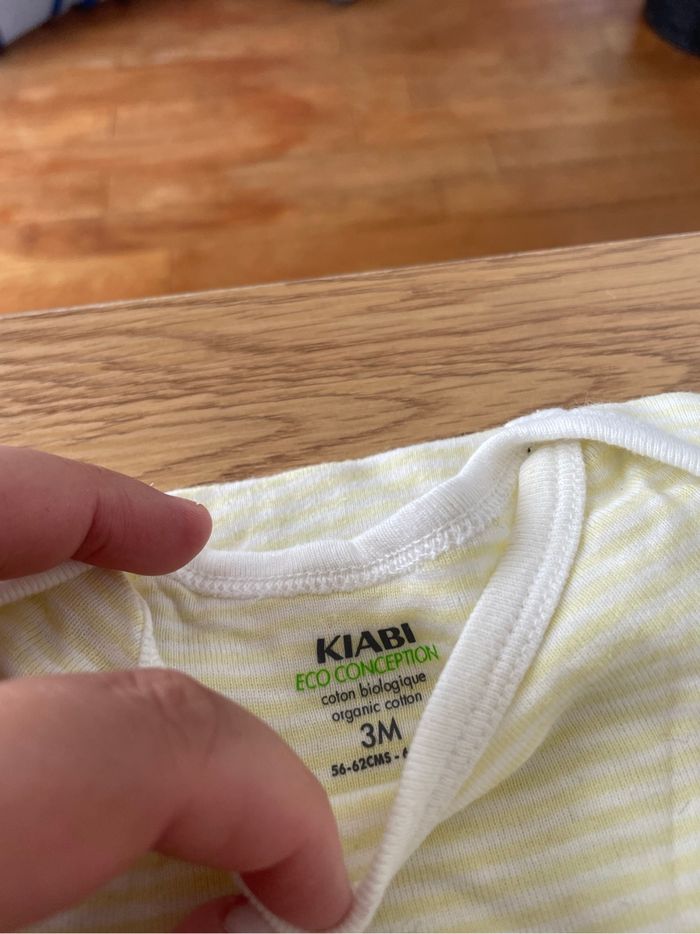 KIABI
ECO CONCEPTION
coton biologique
organic cotton
3M
56-62CMS -